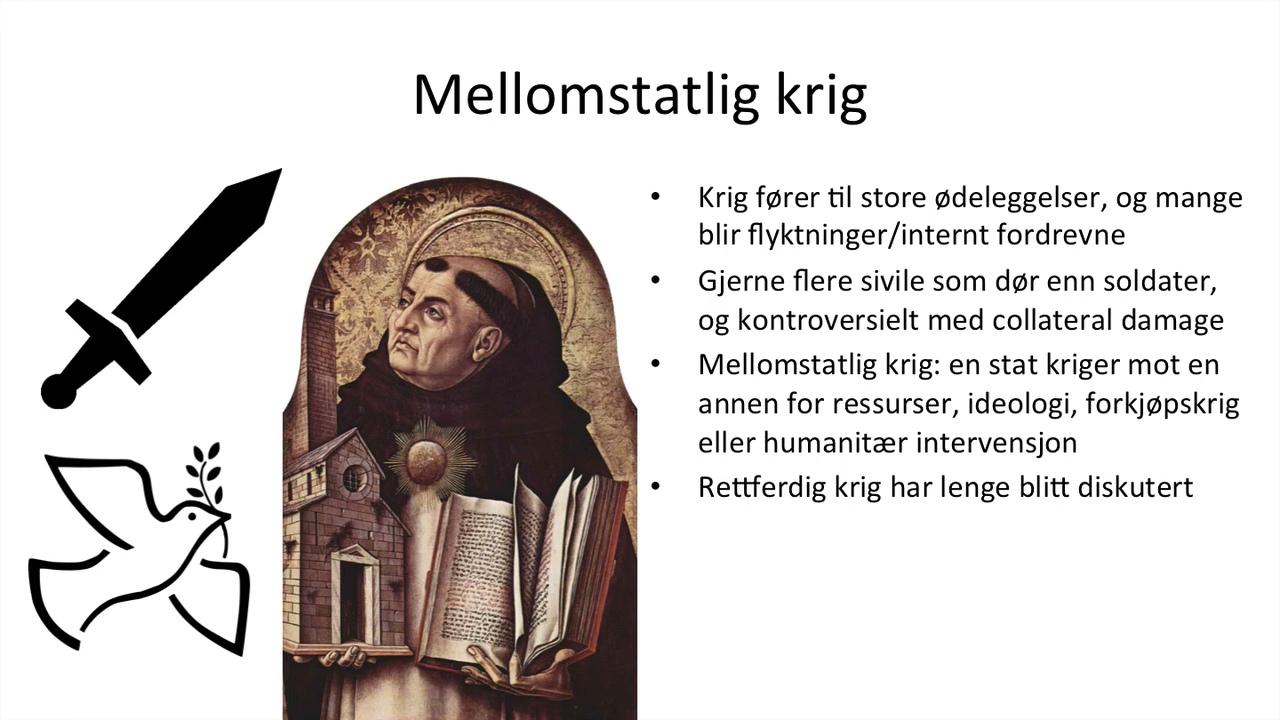 Mellomstatlig krig
• Krig fører til store ødeleggelser, og mange
blir flyktninger/internt fordrevne
• Gjerne flere sivile som dør enn soldater,
og kontroversielt med collateral damage
• Mellomstatlig krig: en stat kriger mot en
annen for ressurser, ideologi, forkjøpskrig
eller humanitær intervensjon
• Rettferdig krig har lenge blitt diskutert